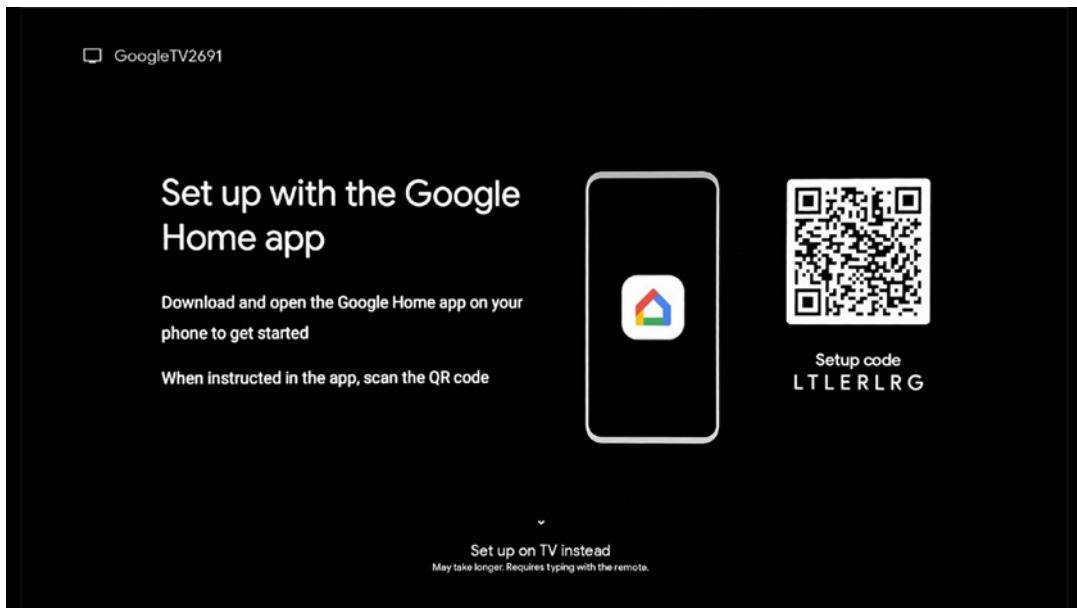 GoogleTV2691
Set up with the Google
Home app
Download and open the Google Home app on your
phone to get started
When instructed in the app, scan the QR code
Setup code
LTLERLRG
Set up on TV instead
May take longer. Requires typing with the remote.